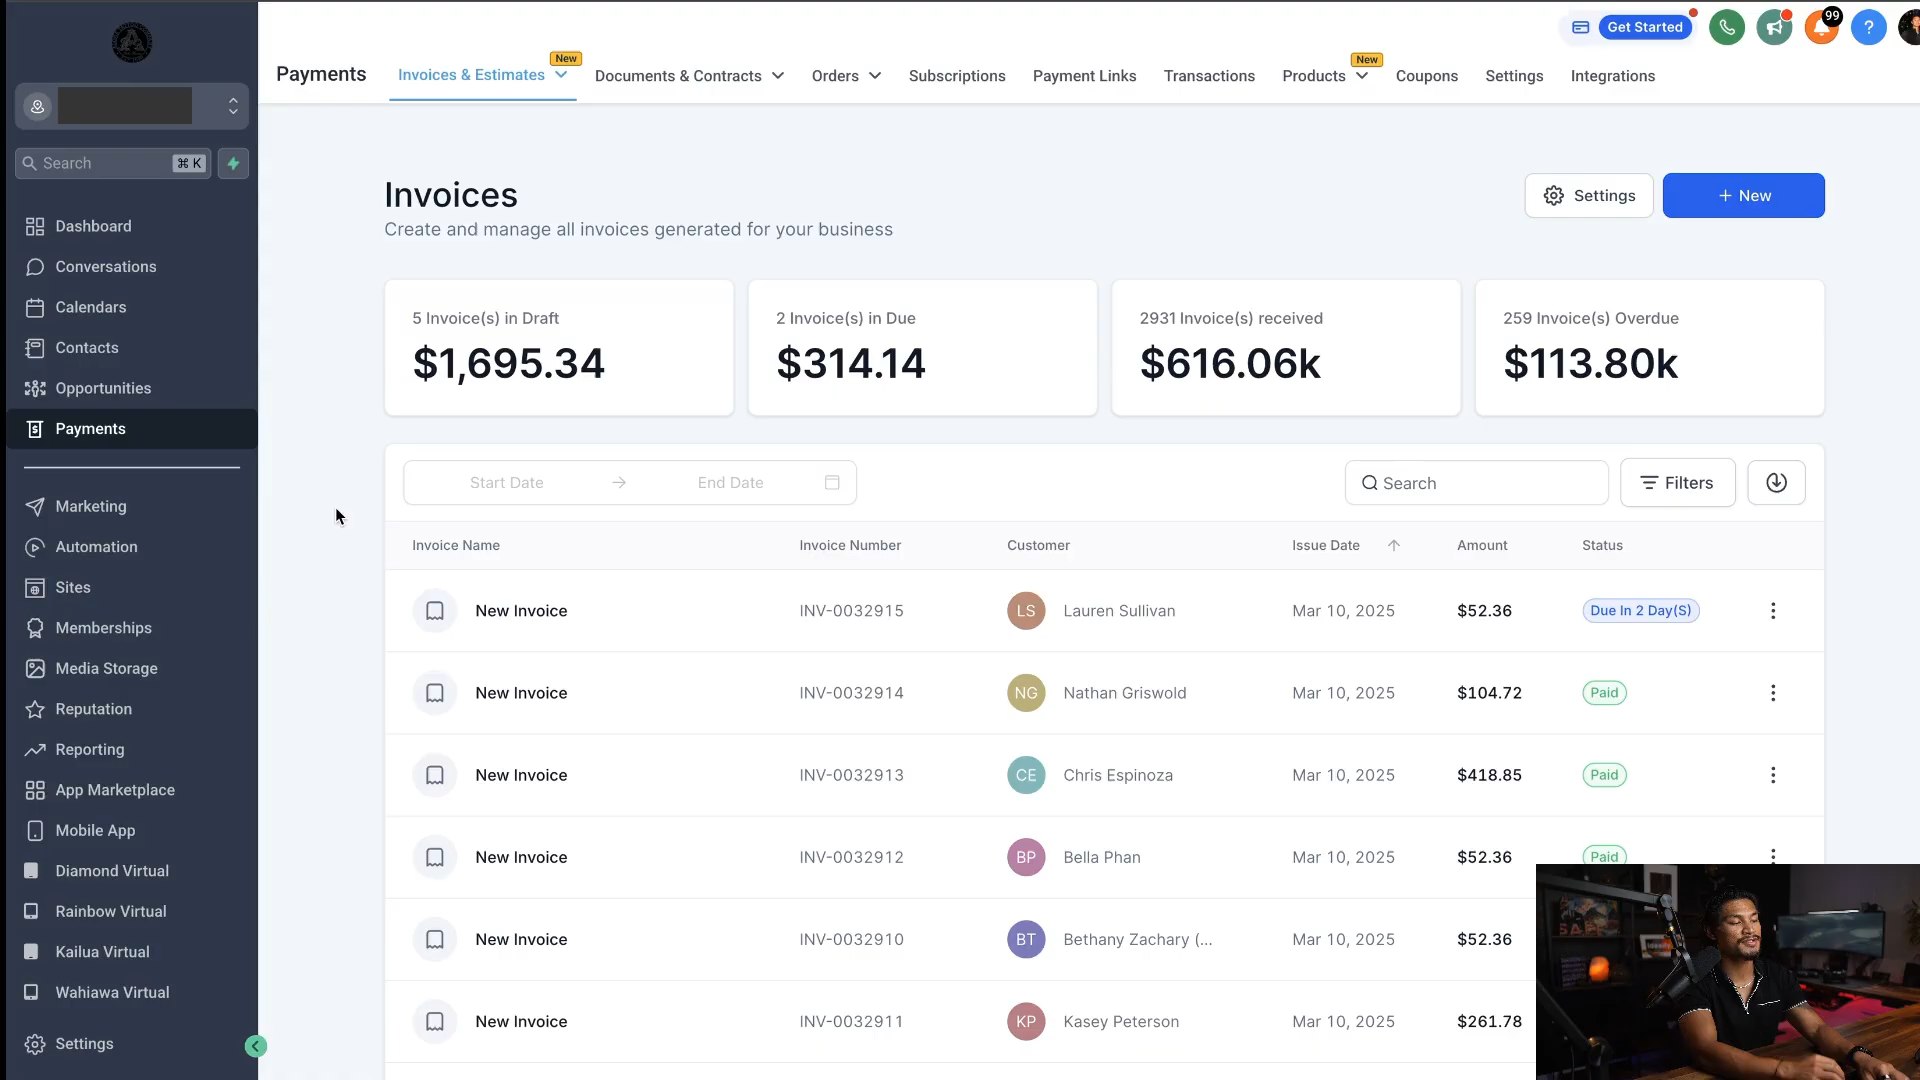 Get Started
99
?
Payments
Invoices & Estimates
New
Documents & Contracts
Orders
Subscriptions
Payment Links
Transactions
Products
New
Coupons
Settings
Integrations
Search
⌘ K
Dashboard
Conversations
Calendars
Contacts
Opportunities
Payments
Marketing
Automation
Sites
Memberships
Media Storage
Reputation
Reporting
App Marketplace
Mobile App
Diamond Virtual
Rainbow Virtual
Kailua Virtual
Wahiawa Virtual
Settings
Invoices
Create and manage all invoices generated for your business
Settings
+ New
5 Invoice(s) in Draft
$1,695.34
2 Invoice(s) in Due
$314.14
2931 Invoice(s) received
$616.06k
259 Invoice(s) Overdue
$113.80k
Start Date
End Date
Search
Filters
Invoice Name Invoice Number Customer Issue Date Amount Status
New Invoice INV-0032915 LS Lauren Sullivan Mar 10, 2025 $52.36 Due In 2 Day(S)
New Invoice INV-0032914 NG Nathan Griswold Mar 10, 2025 $104.72 Paid
New Invoice INV-0032913 CE Chris Espinoza Mar 10, 2025 $418.85 Paid
New Invoice INV-0032912 BP Bella Phan Mar 10, 2025 $52.36 Paid
New Invoice INV-0032910 BT Bethany Zachary (... Mar 10, 2025 $52.36
New Invoice INV-0032911 KP Kasey Peterson Mar 10, 2025 $261.78